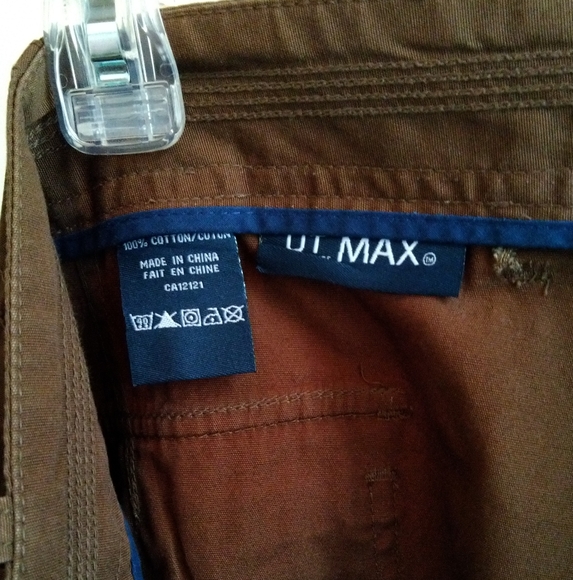 100% COTTON/COTON
MADE IN CHINA
FAIT EN CHINE
CA12121
MAX